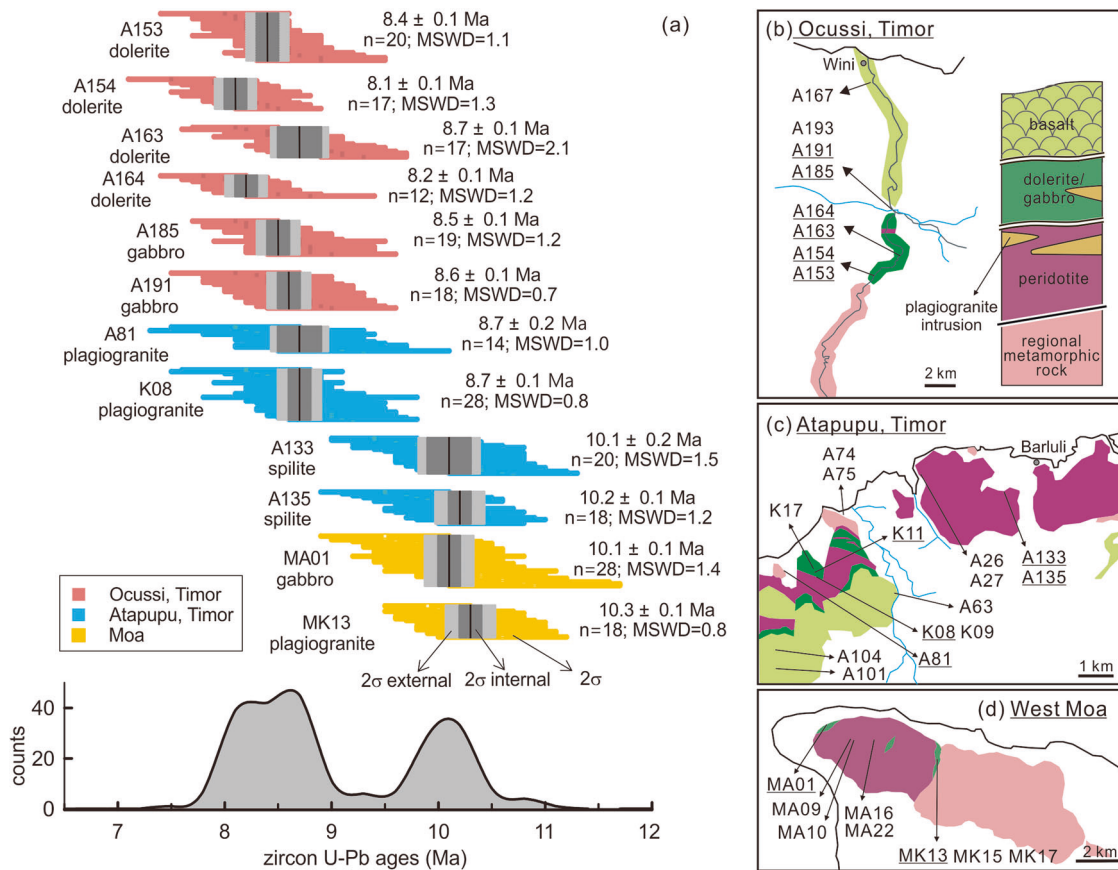 (a)
A153
dolerite
8.4 ± 0.1 Ma
n=20; MSWD=1.1
A154
dolerite
8.1 ± 0.1 Ma
n=17; MSWD=1.3
A163
dolerite
8.7 ± 0.1 Ma
n=17; MSWD=2.1
A164
dolerite
8.2 ± 0.1 Ma
n=12; MSWD=1.2
A185
gabbro
8.5 ± 0.1 Ma
n=19; MSWD=1.2
A191
gabbro
8.6 ± 0.1 Ma
n=18; MSWD=0.7
A81
plagiogranite
8.7 ± 0.2 Ma
n=14; MSWD=1.0
K08
plagiogranite
8.7 ± 0.1 Ma
n=28; MSWD=0.8
A133
spilite
10.1 ± 0.2 Ma
n=20; MSWD=1.5
A135
spilite
10.2 ± 0.1 Ma
n=18; MSWD=1.2
MA01
gabbro
10.1 ± 0.1 Ma
n=28; MSWD=1.4
MK13
plagiogranite
10.3 ± 0.1 Ma
n=18; MSWD=0.8
2σ external
2σ internal
2σ
Ocussi, Timor
Atapupu, Timor
Moa
counts
40
20
0
7 8 9 10 11 12
zircon U-Pb ages (Ma)
(b) Ocussi, Timor
Wini
A167
A193
A191
A185
A164
A163
A154
A153
2 km
basalt
dolerite/
gabbro
peridotite
plagiogranite
intrusion
regional
metamorphic
rock
(c) Atapupu, Timor
Barluli
A74
A75
K17
K11
A26
A27
A133
A135
A63
K08 K09
A81
A104
A101
1 km
(d) West Moa
MA01
MA09
MA10
MA16
MA22
MK13 MK15 MK17
2 km